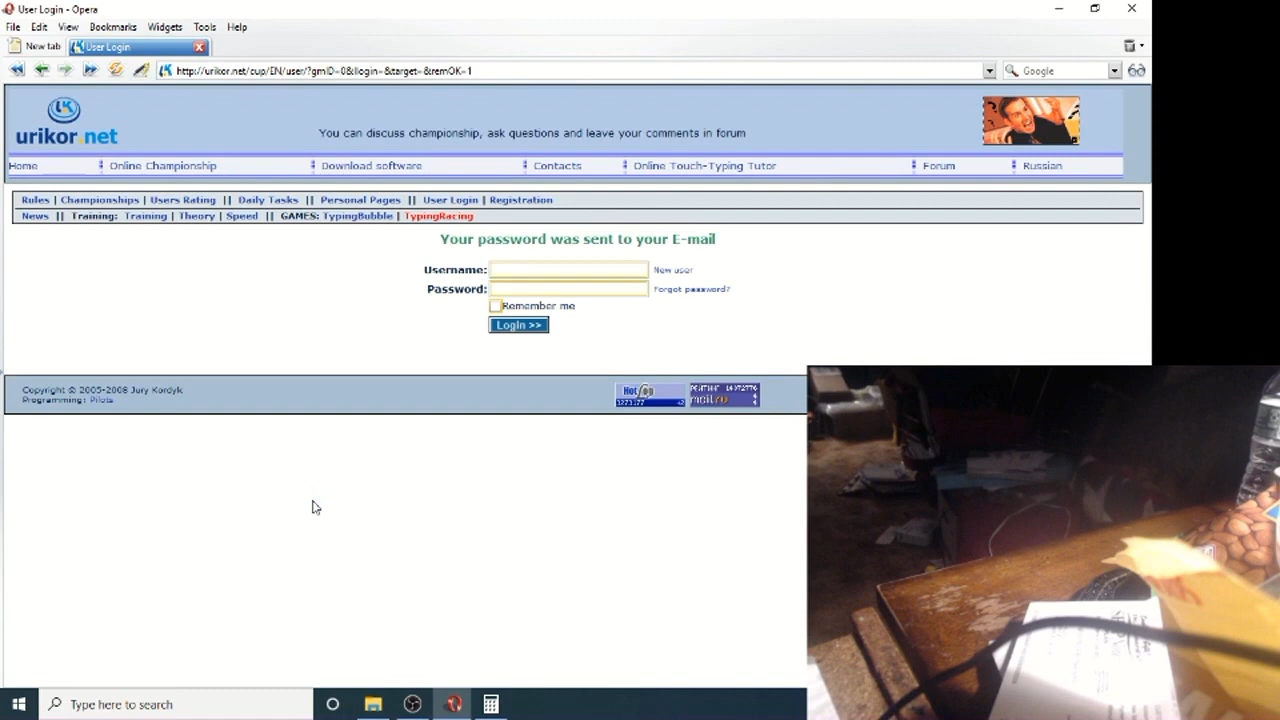 User Login - Opera
File Edit View Bookmarks Widgets Tools Help
New tab User Login
http://urikor.net/cup/EN/user/?gmID=0&llogin=&target=&remOK=1
Google
urikor.net
You can discuss championship, ask questions and leave your comments in forum
Home Online Championship Download software Contacts Online Touch-Typing Tutor Forum Russian
Rules | Championships | Users Rating || Daily Tasks || Personal Pages || User Login | Registration
News || Training: Training | Theory | Speed || GAMES: TypingBubble | TypingRacing
Your password was sent to your E-mail
Username: New user
Password: Forgot password?
Remember me
Login >>
Copyright © 2005-2008 Jury Kordyk
Programming: Pilots
Type here to search